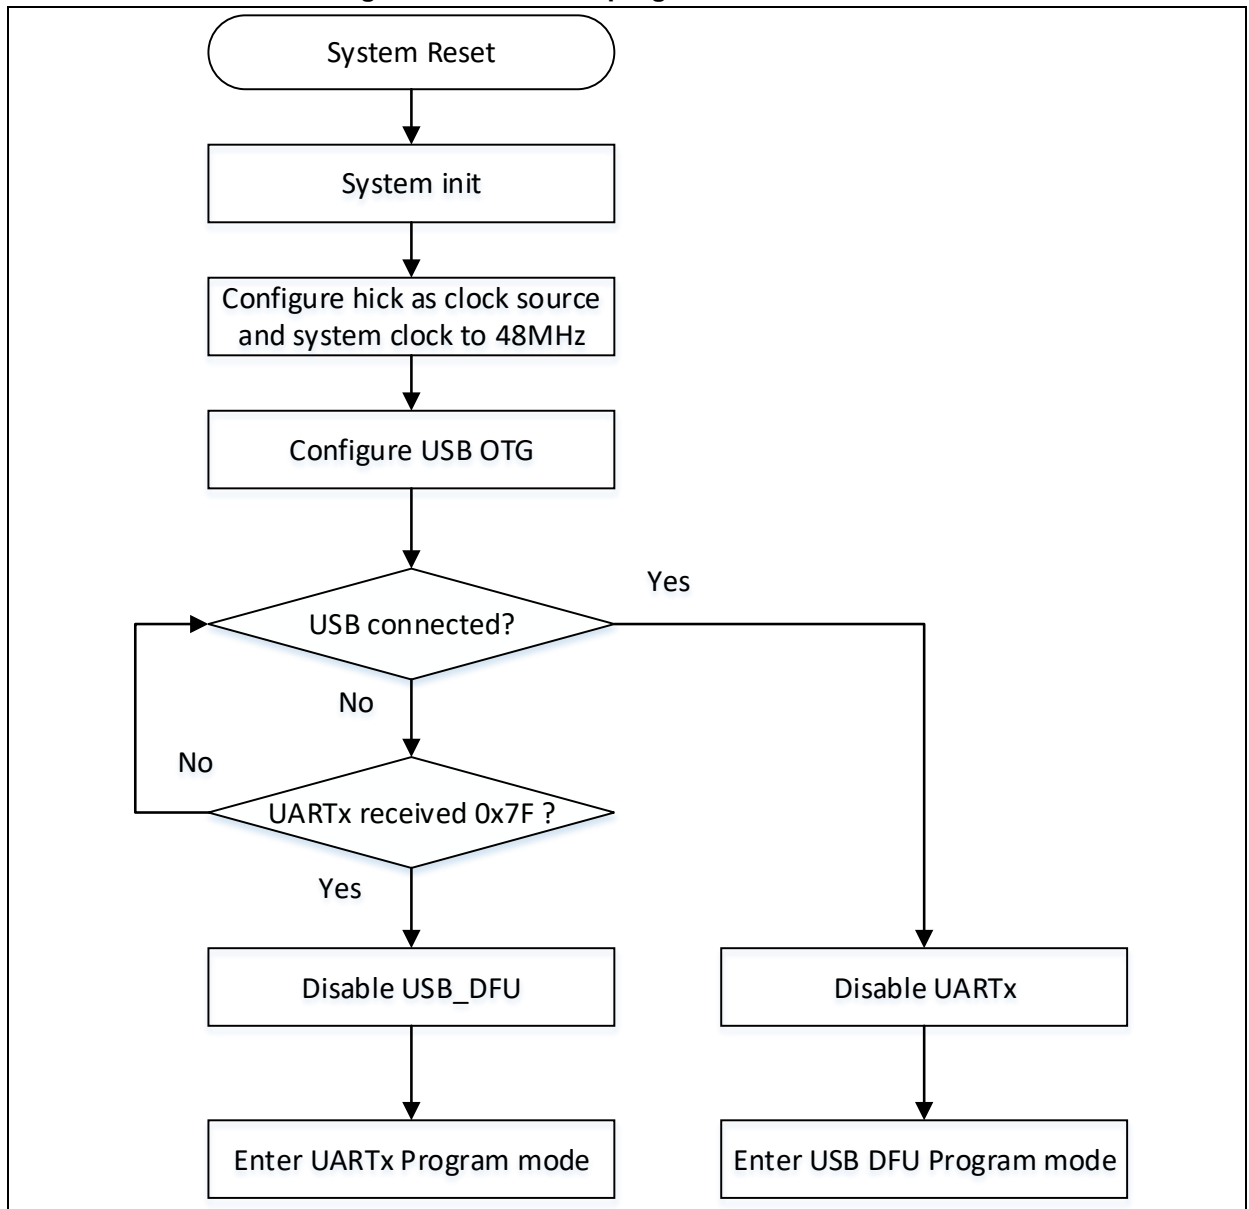 System Reset
System init
Configure hick as clock source
and system clock to 48MHz
Configure USB OTG
Yes
USB connected?
No
No
UARTx received 0x7F ?
Yes
Disable USB_DFU
Disable UARTx
Enter UARTx Program mode
Enter USB DFU Program mode